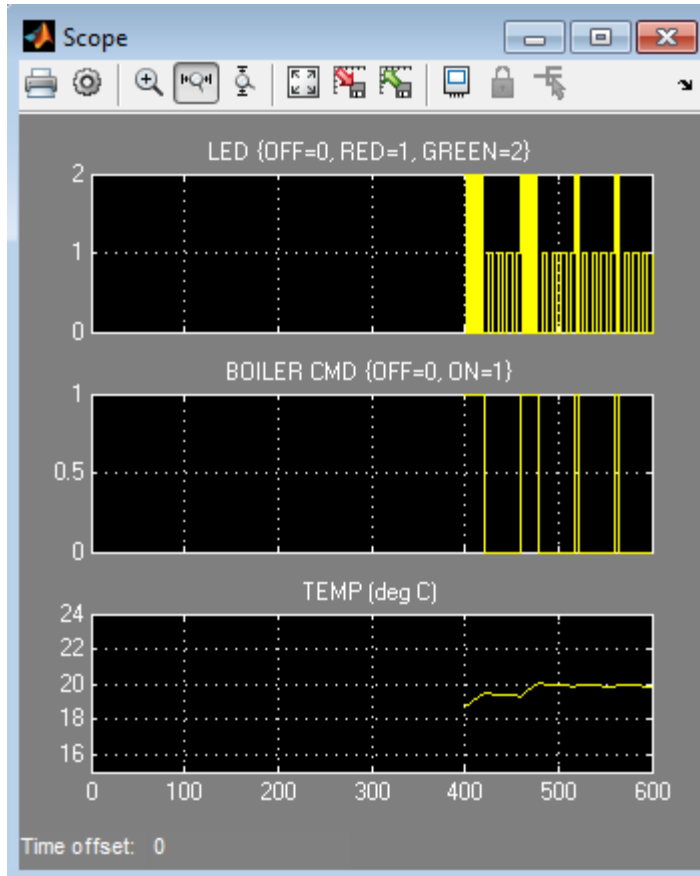 Scope
LED {OFF=0, RED=1, GREEN=2}
2
1
0
BOILER CMD {OFF=0, ON=1}
1
0.5
0
TEMP (deg C)
24
22
20
18
16
0 100 200 300 400 500 600
Time offset: 0